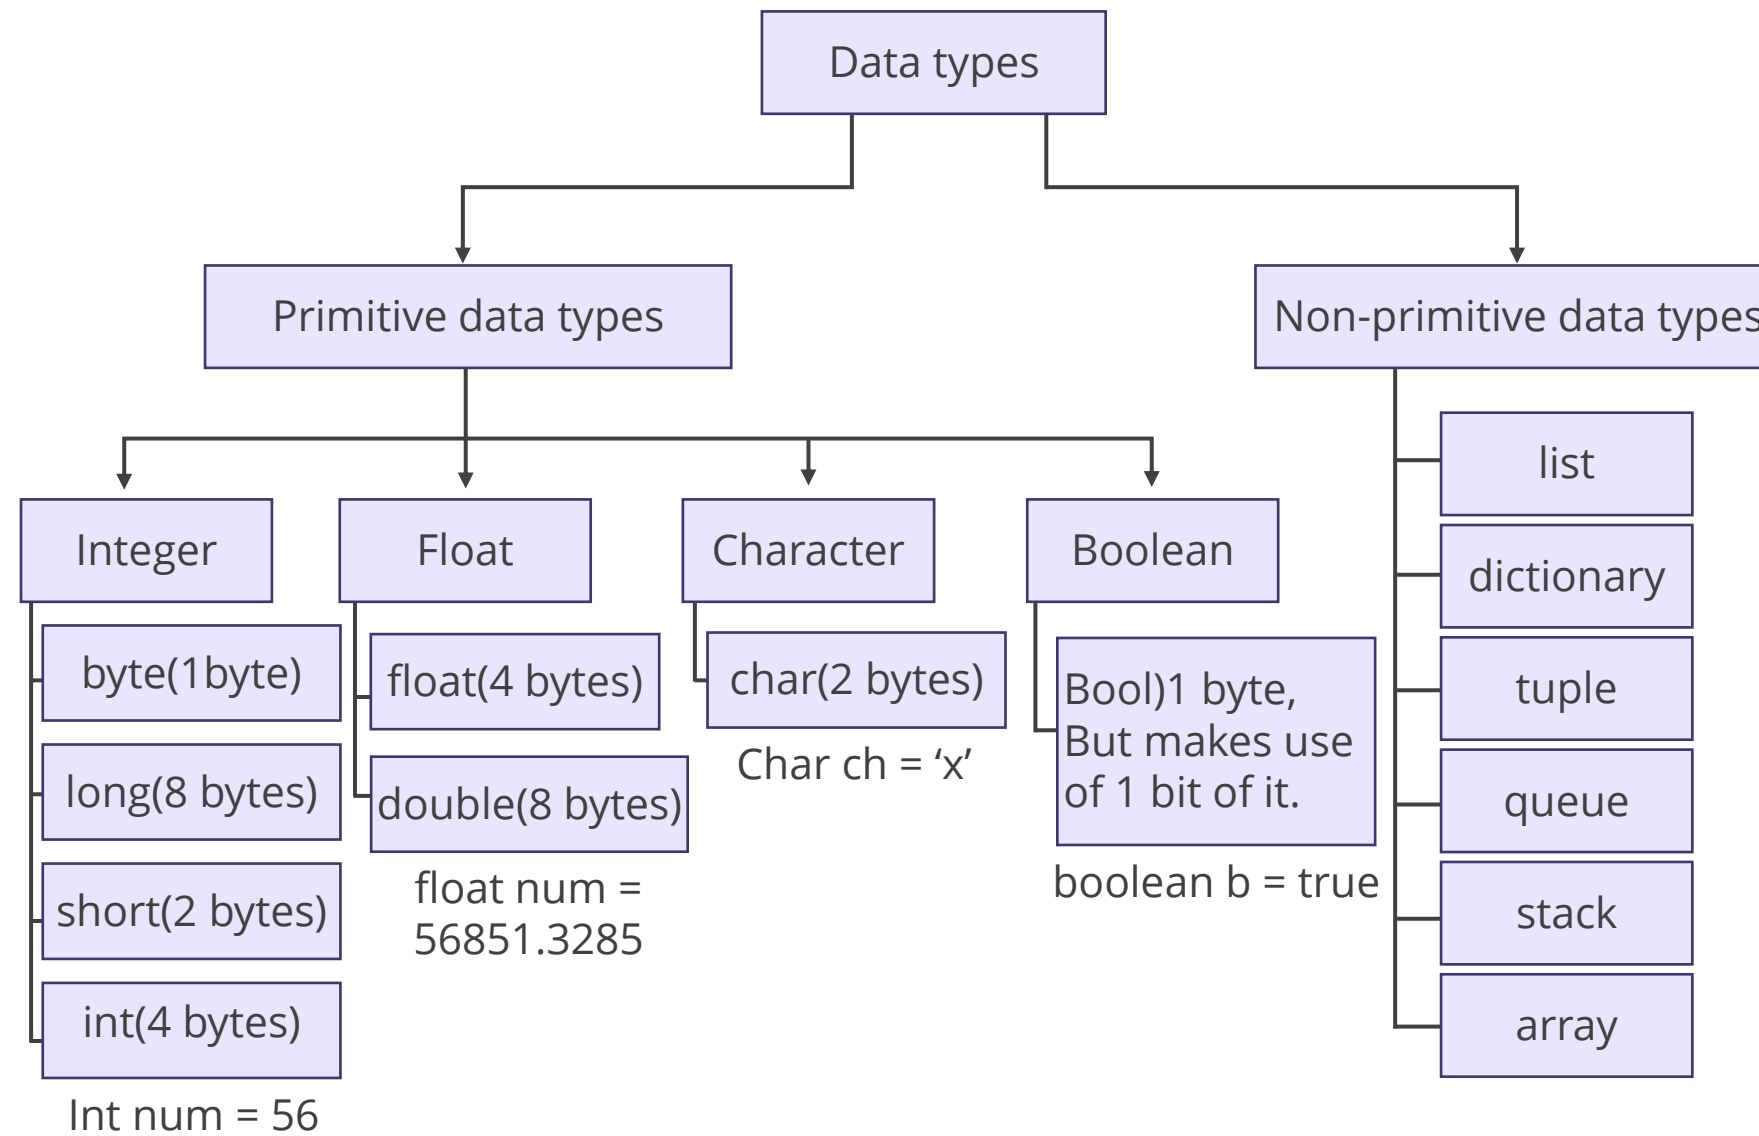 Data types
Primitive data types
Non-primitive data types
Integer
Float
Character
Boolean
byte(1byte)
long(8 bytes)
short(2 bytes)
int(4 bytes)
Int num = 56
float(4 bytes)
double(8 bytes)
float num =
56851.3285
char(2 bytes)
Char ch = ‘x’
Bool)1 byte,
But makes use
of 1 bit of it.
boolean b = true
list
dictionary
tuple
queue
stack
array